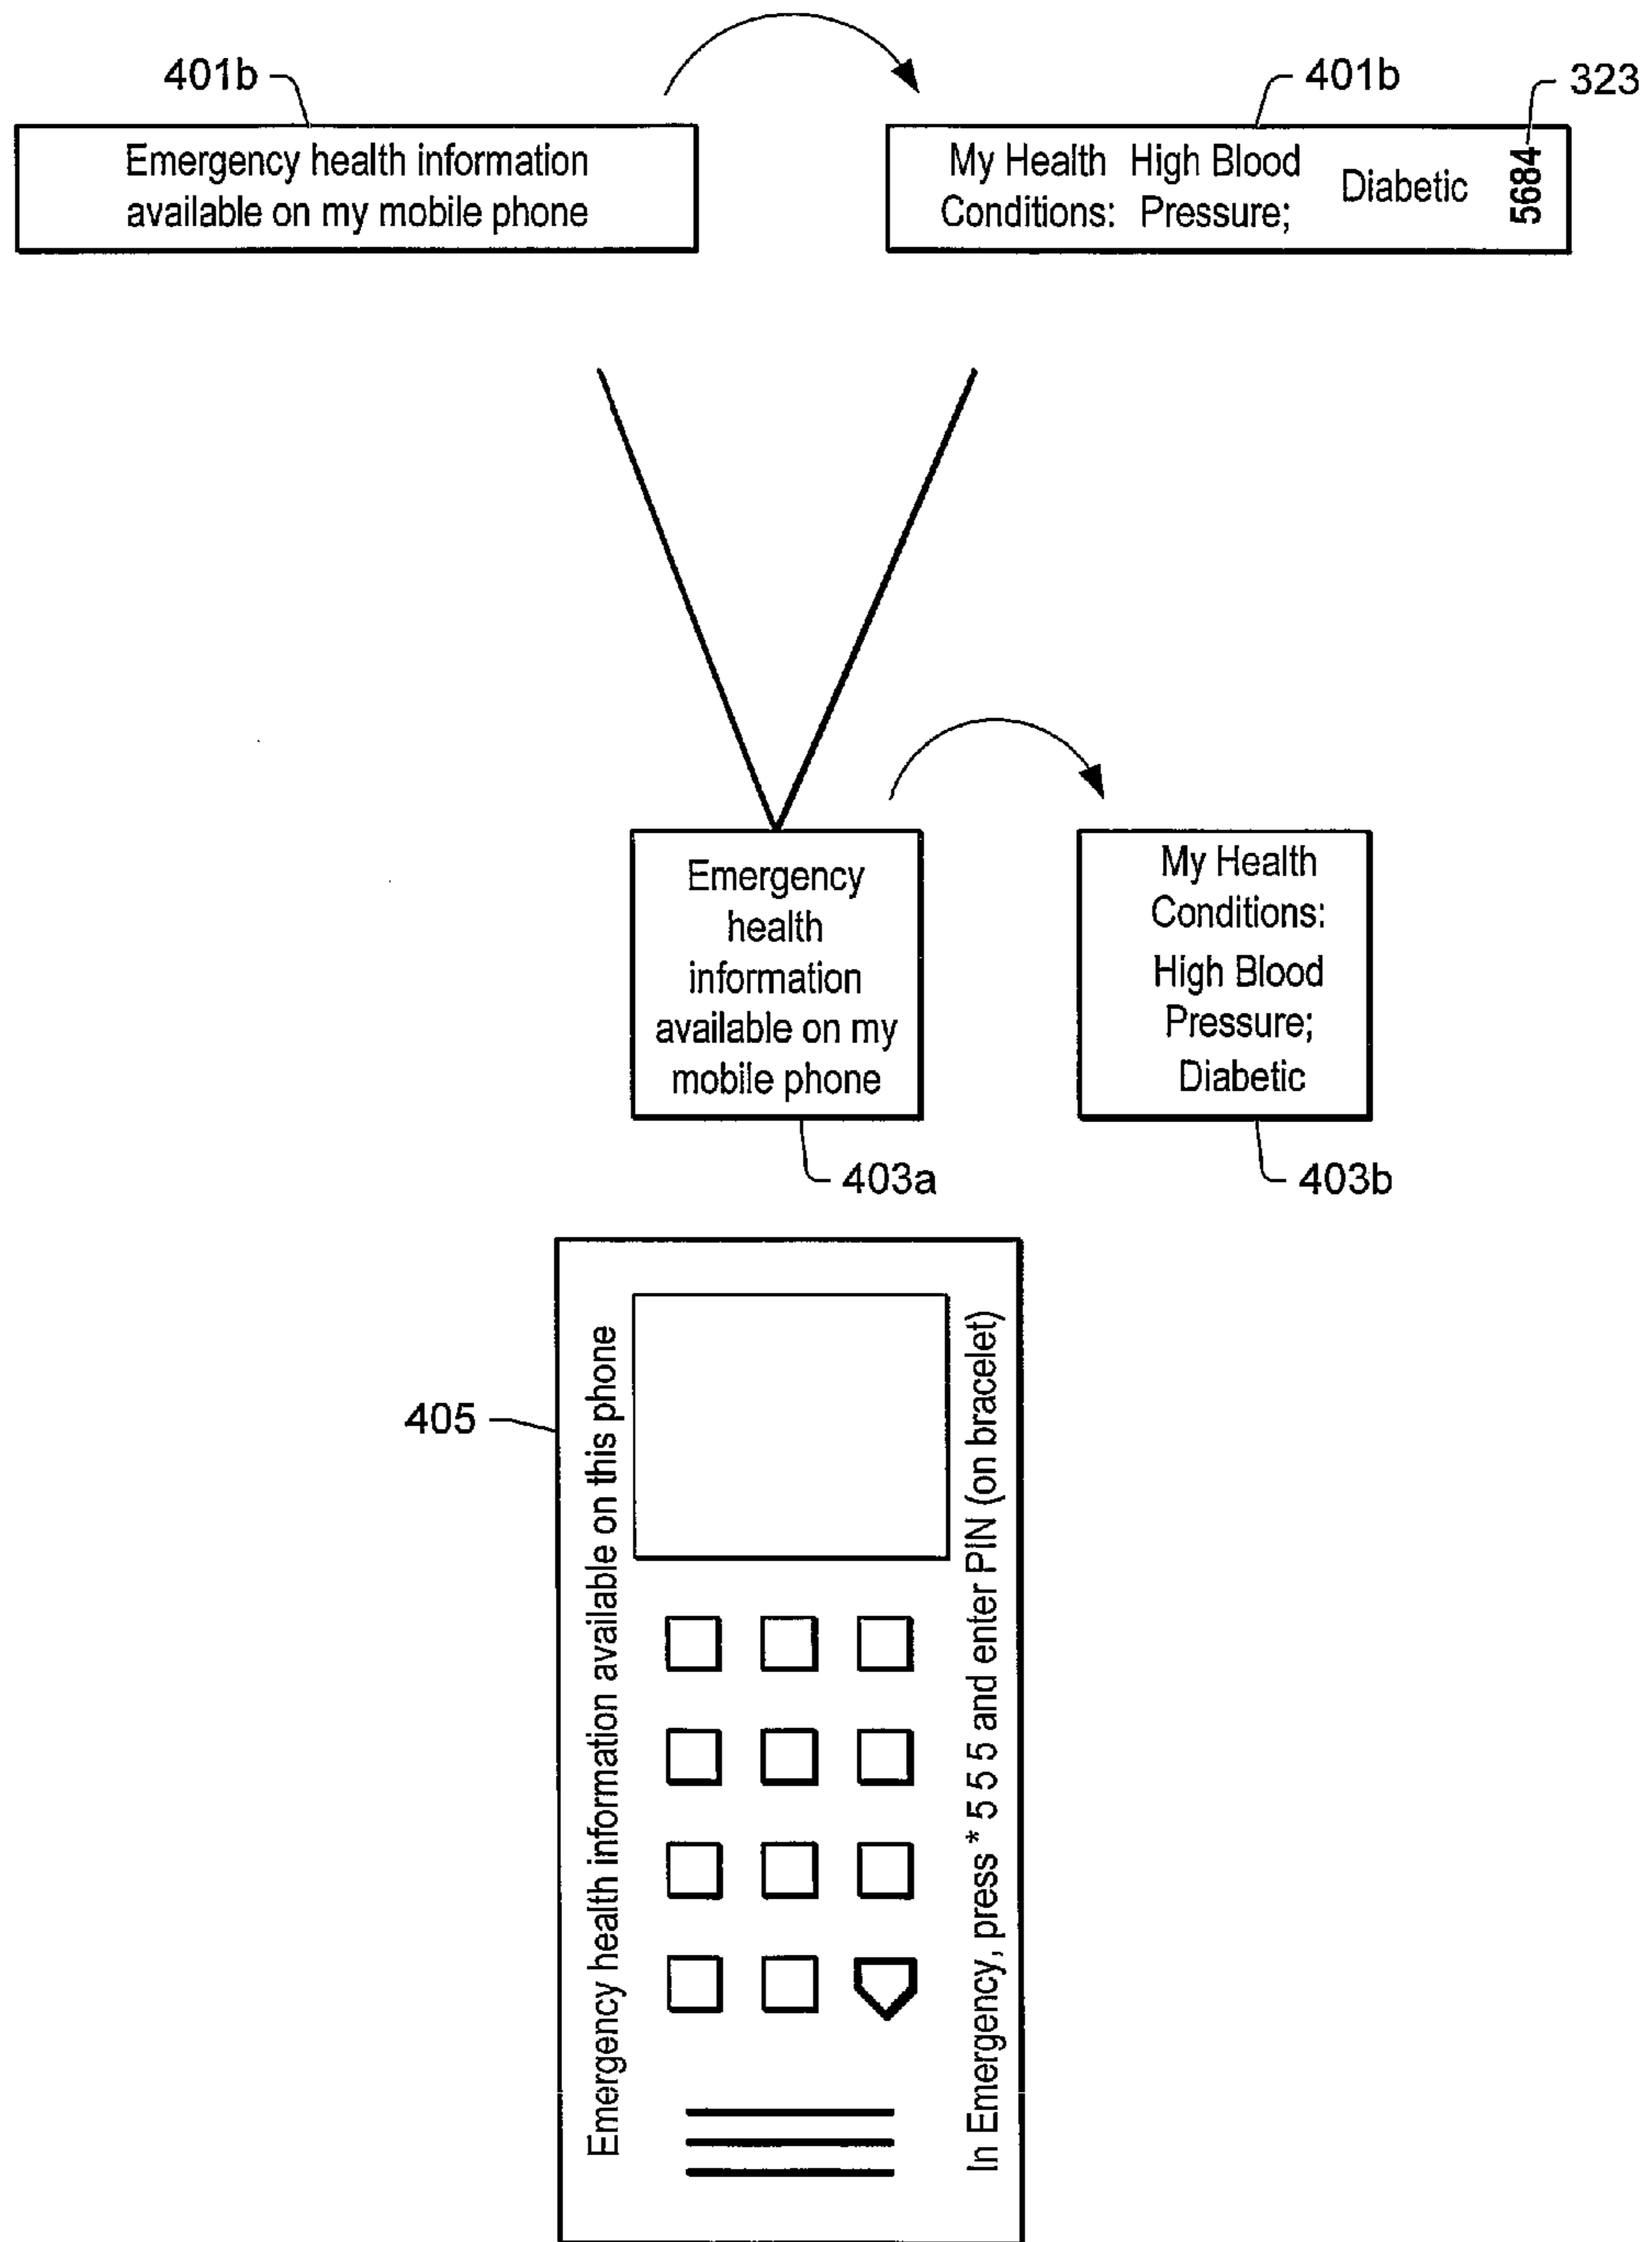 401b
401b
323
Emergency health information
available on my mobile phone
My Health High Blood
Conditions: Pressure;
Diabetic
5684
Emergency
health
information
available on my
mobile phone
My Health
Conditions:
High Blood
Pressure;
Diabetic
403a
403b
405
Emergency health information available on this phone
In Emergency, press * 5 5 5 and enter PIN (on bracelet)